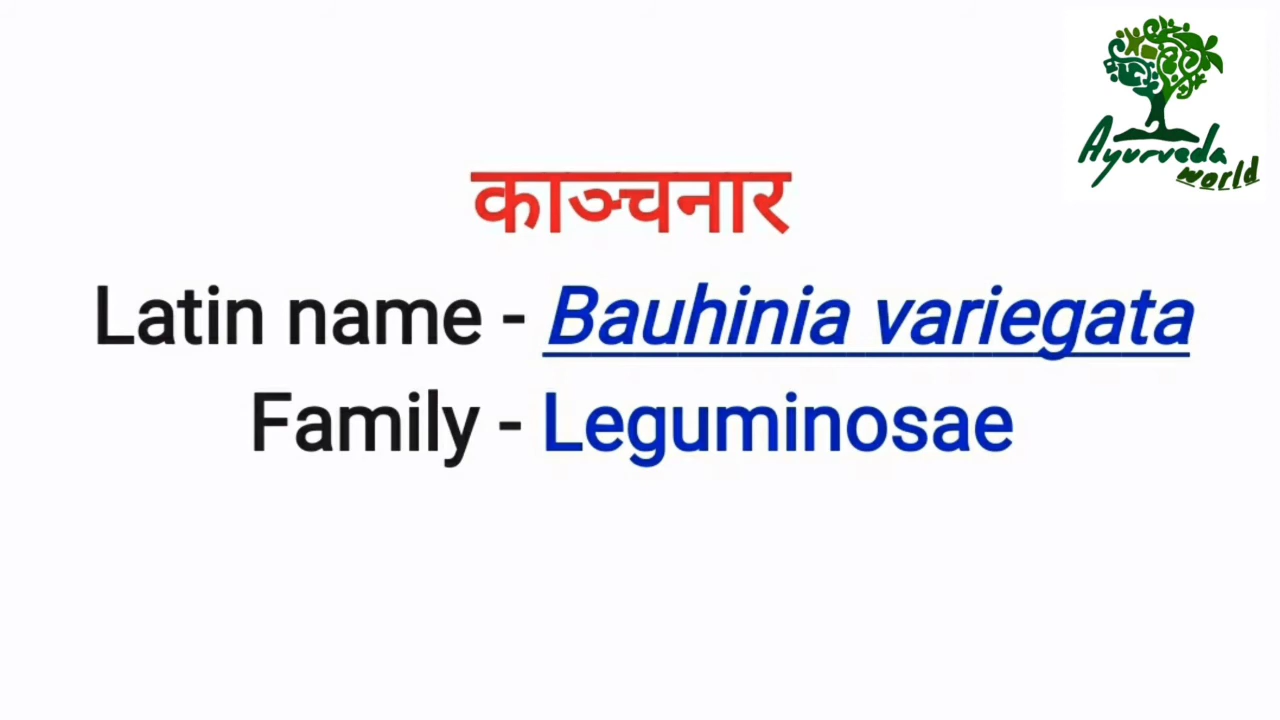 काञ्चनार
Latin name - Bauhinia variegata
Family - Leguminosae
Ayurveda
world